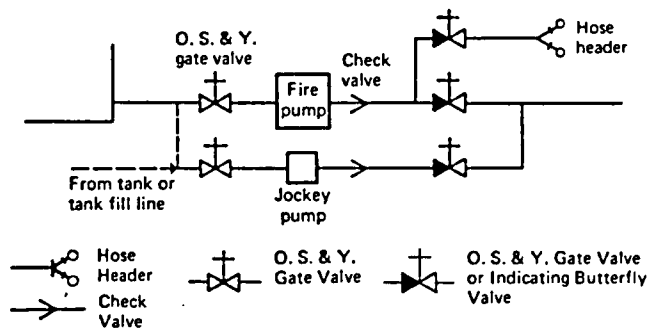 O. S. & Y.
gate valve
Check
valve
Hose
header
Fire
pump
From tank or
tank fill line
Jockey
pump
Hose
Header
Check
Valve
O. S. & Y.
Gate Valve
O. S. & Y. Gate Valve
or Indicating Butterfly
Valve